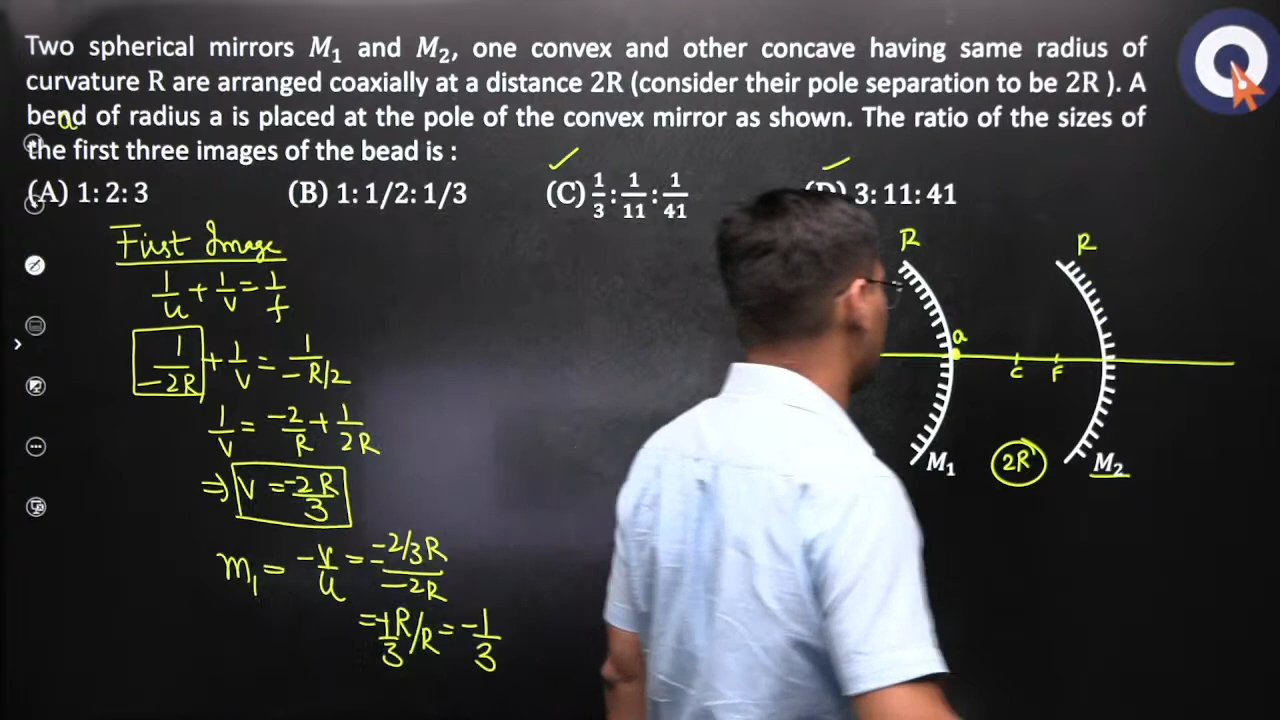 Two spherical mirrors M₁ and M₂, one convex and other concave having same radius of
curvature R are arranged coaxially at a distance 2R (consider their pole separation to be 2R ). A
bend of radius a is placed at the pole of the convex mirror as shown. The ratio of the sizes of
a
the first three images of the bead is :
(A) 1: 2: 3 (B) 1: 1/2: 1/3 (C) 1/3 : 1/11 : 1/41 (D) 3: 11: 41
First Image
1/u + 1/v = 1/f
1/-2R + 1/v = 1/-R/2
1/v = -2/R + 1/2R
⇒ v = -2R/3
m₁ = -v/u = --2/3R/-2R
= -1/3 R/R = -1/3
R R
a
C F
2R
M₁ M₂